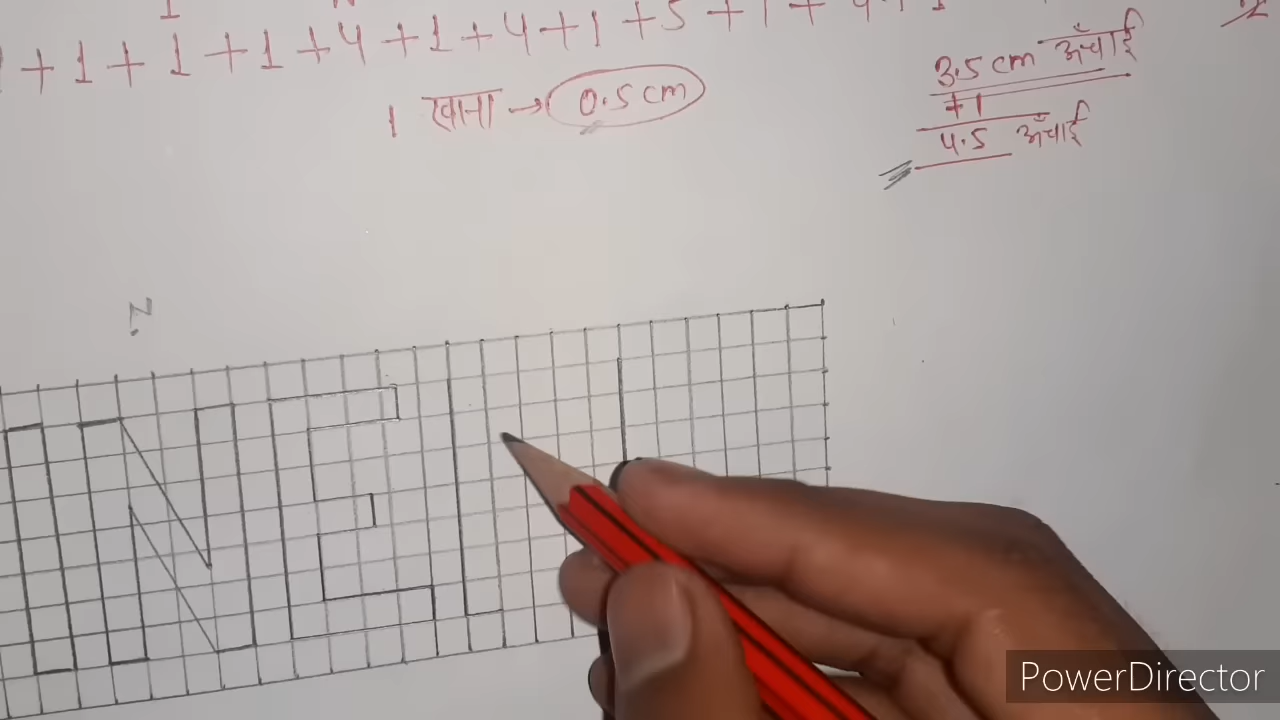 + 1 + 1 + 1 + 4 + 1 + 4 + 1 + 5 + 1 +
1 खाना → 0.5 cm
3.5 cm ऊँचाई
+1
4.5 ऊँचाई
N
PowerDirector